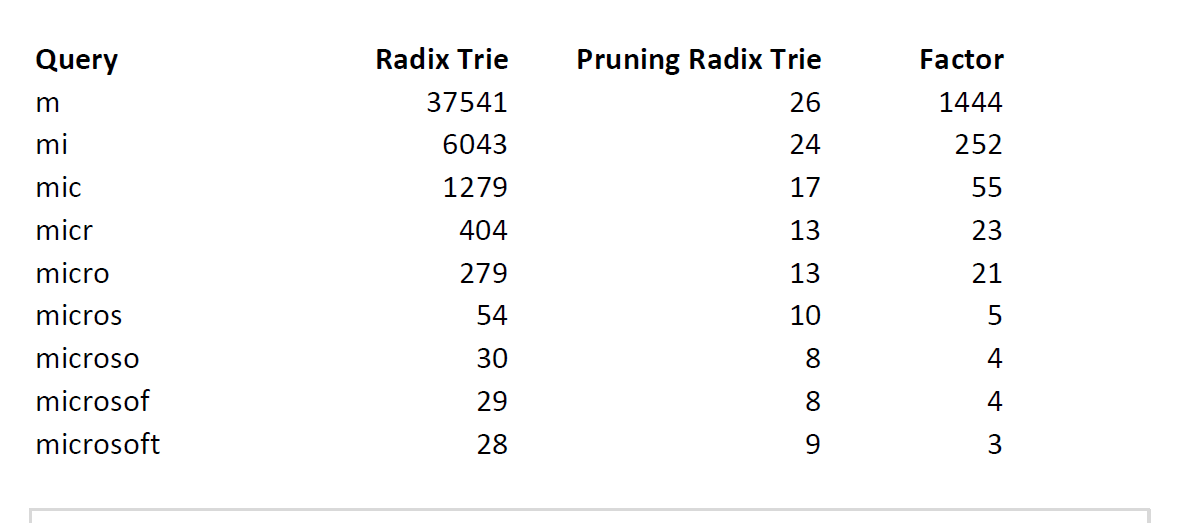 Query Radix Trie Pruning Radix Trie Factor
m 37541 26 1444
mi 6043 24 252
mic 1279 17 55
micr 404 13 23
micro 279 13 21
micros 54 10 5
microso 30 8 4
microsof 29 8 4
microsoft 28 9 3